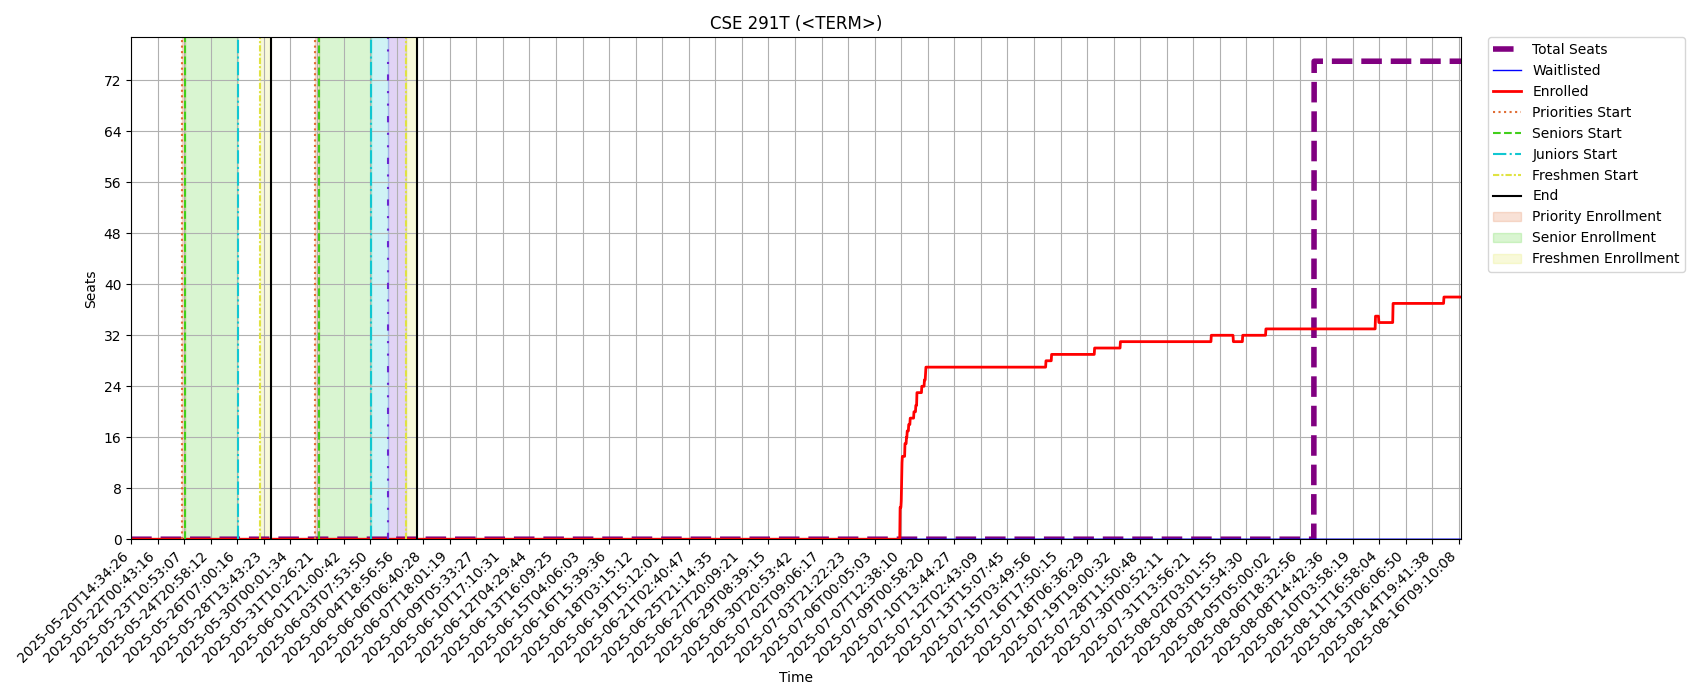 CSE 291T (<TERM>)
Total Seats
Waitlisted
Enrolled
Priorities Start
Seniors Start
Juniors Start
Freshmen Start
End
Priority Enrollment
Senior Enrollment
Freshmen Enrollment
Seats
72
64
56
48
40
32
24
16
8
0
2025-05-20T14:34:26
2025-05-22T00:43:16
2025-05-23T10:53:07
2025-05-24T20:58:12
2025-05-26T07:00:16
2025-05-28T13:43:23
2025-05-30T00:01:34
2025-05-31T10:26:21
2025-06-01T21:00:42
2025-06-03T07:53:50
2025-06-04T18:56:56
2025-06-06T06:40:28
2025-06-07T18:01:19
2025-06-09T05:33:27
2025-06-10T17:10:31
2025-06-12T04:29:44
2025-06-13T16:09:25
2025-06-15T04:06:03
2025-06-16T15:39:36
2025-06-18T03:15:12
2025-06-19T15:12:01
2025-06-21T02:40:47
2025-06-25T21:14:35
2025-06-27T20:09:21
2025-06-29T08:39:15
2025-06-30T20:53:42
2025-07-02T09:06:17
2025-07-03T21:22:23
2025-07-06T00:05:03
2025-07-07T12:38:10
2025-07-09T00:58:20
2025-07-10T13:44:27
2025-07-12T02:43:09
2025-07-13T15:07:45
2025-07-15T03:49:56
2025-07-16T17:50:15
2025-07-18T06:36:29
2025-07-19T19:00:32
2025-07-28T11:50:48
2025-07-30T00:52:11
2025-07-31T13:56:21
2025-08-02T03:01:55
2025-08-03T15:54:30
2025-08-05T05:00:02
2025-08-06T18:32:56
2025-08-08T14:42:36
2025-08-10T03:58:19
2025-08-11T16:58:04
2025-08-13T06:06:50
2025-08-14T19:41:38
2025-08-16T09:10:08
Time